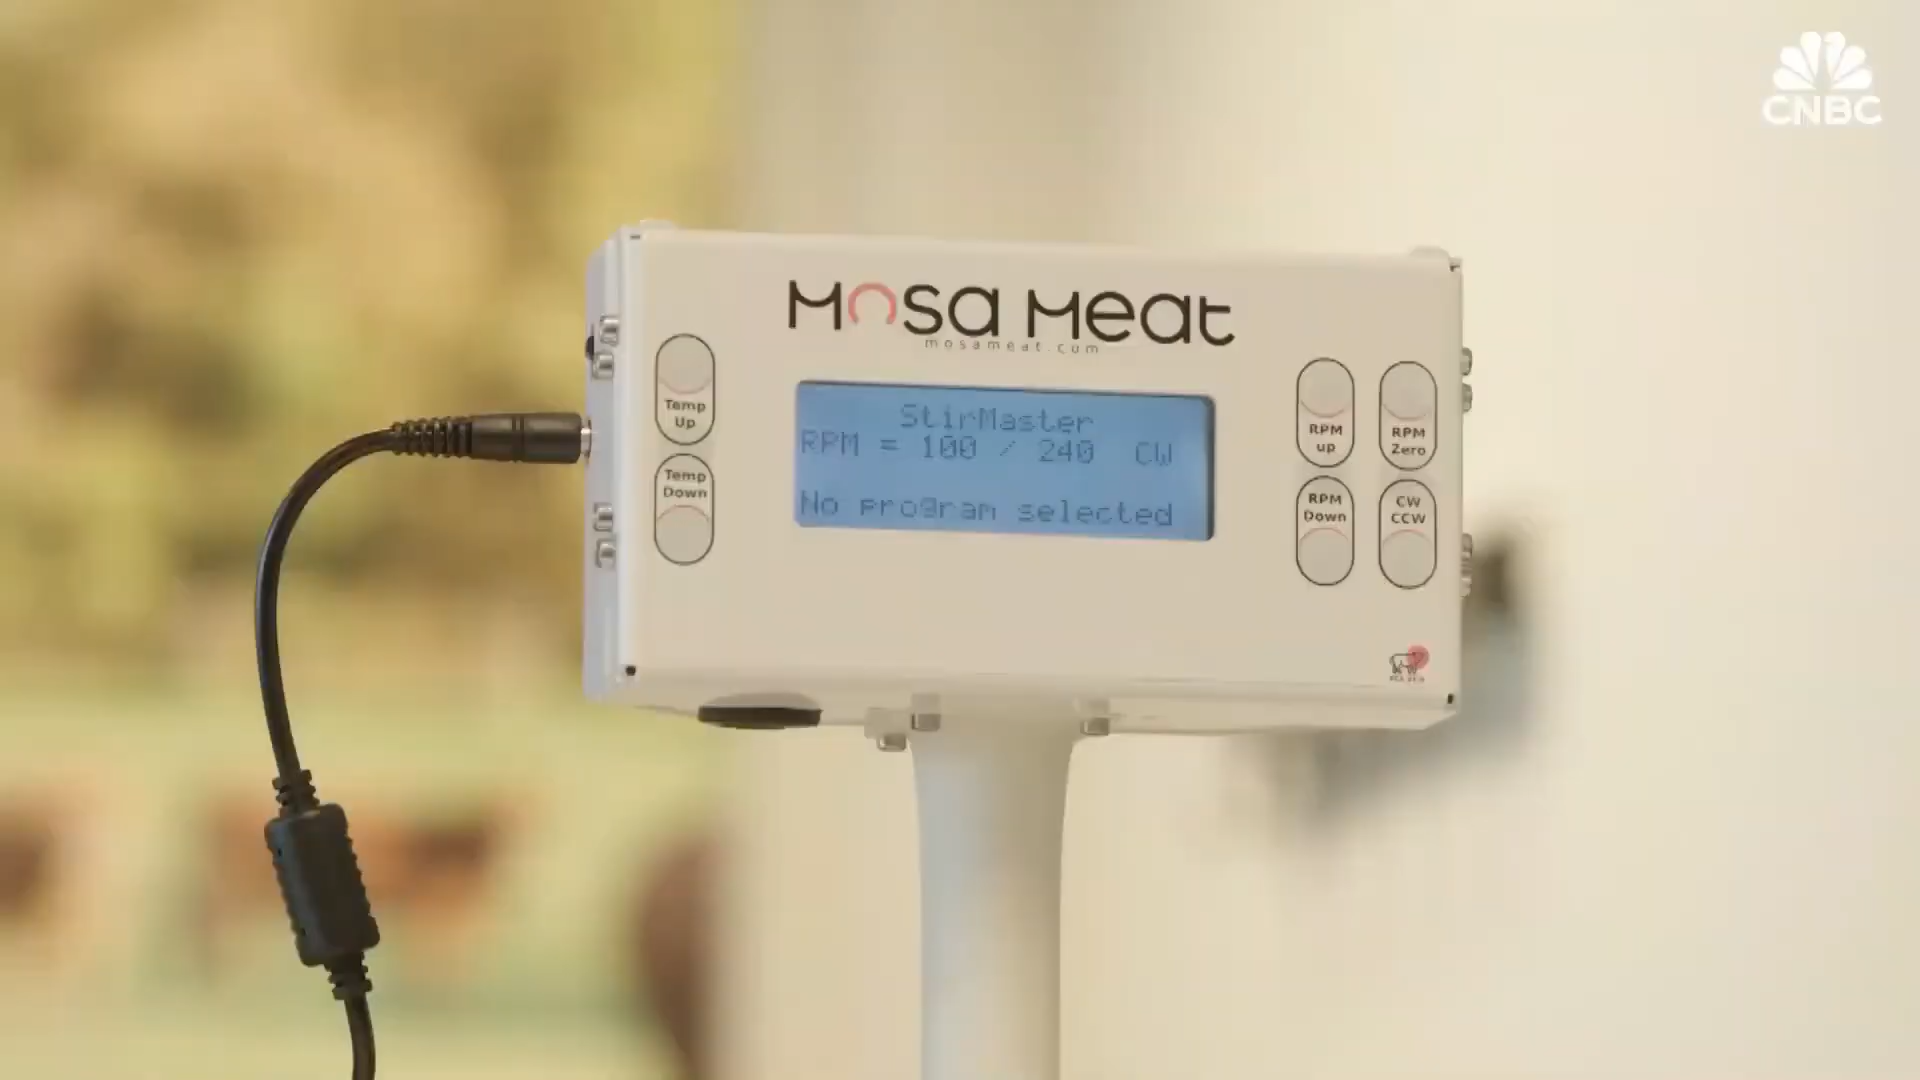 CNBC
Mosa Meat
mosameat.com
Temp
Up
Temp
Down
StirMaster
RPM = 100 / 240 CW
No program selected
RPM
up
RPM
Zero
RPM
Down
CW
CCW